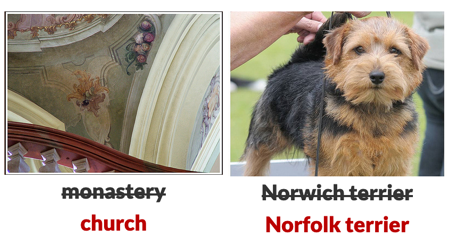 monastery
church
Norwich terrier
Norfolk terrier